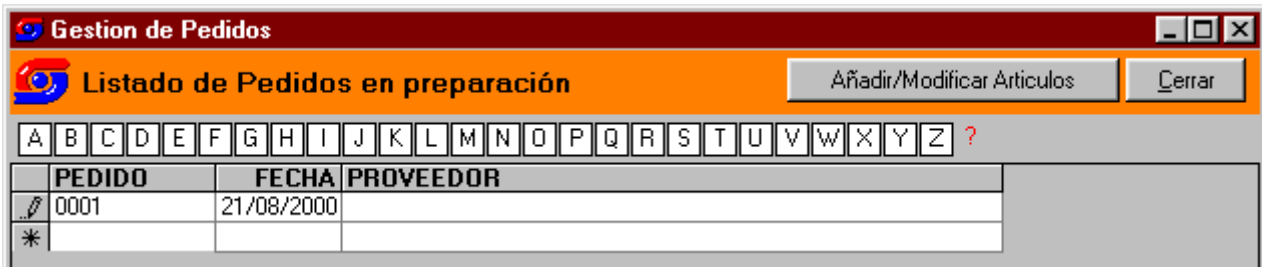 Gestion de Pedidos
Listado de Pedidos en preparación Añadir/Modificar Articulos Cerrar
A B C D E F G H I J K L M N O P Q R S T U V W X Y Z ?
PEDIDO FECHA PROVEEDOR
0001 21/08/2000